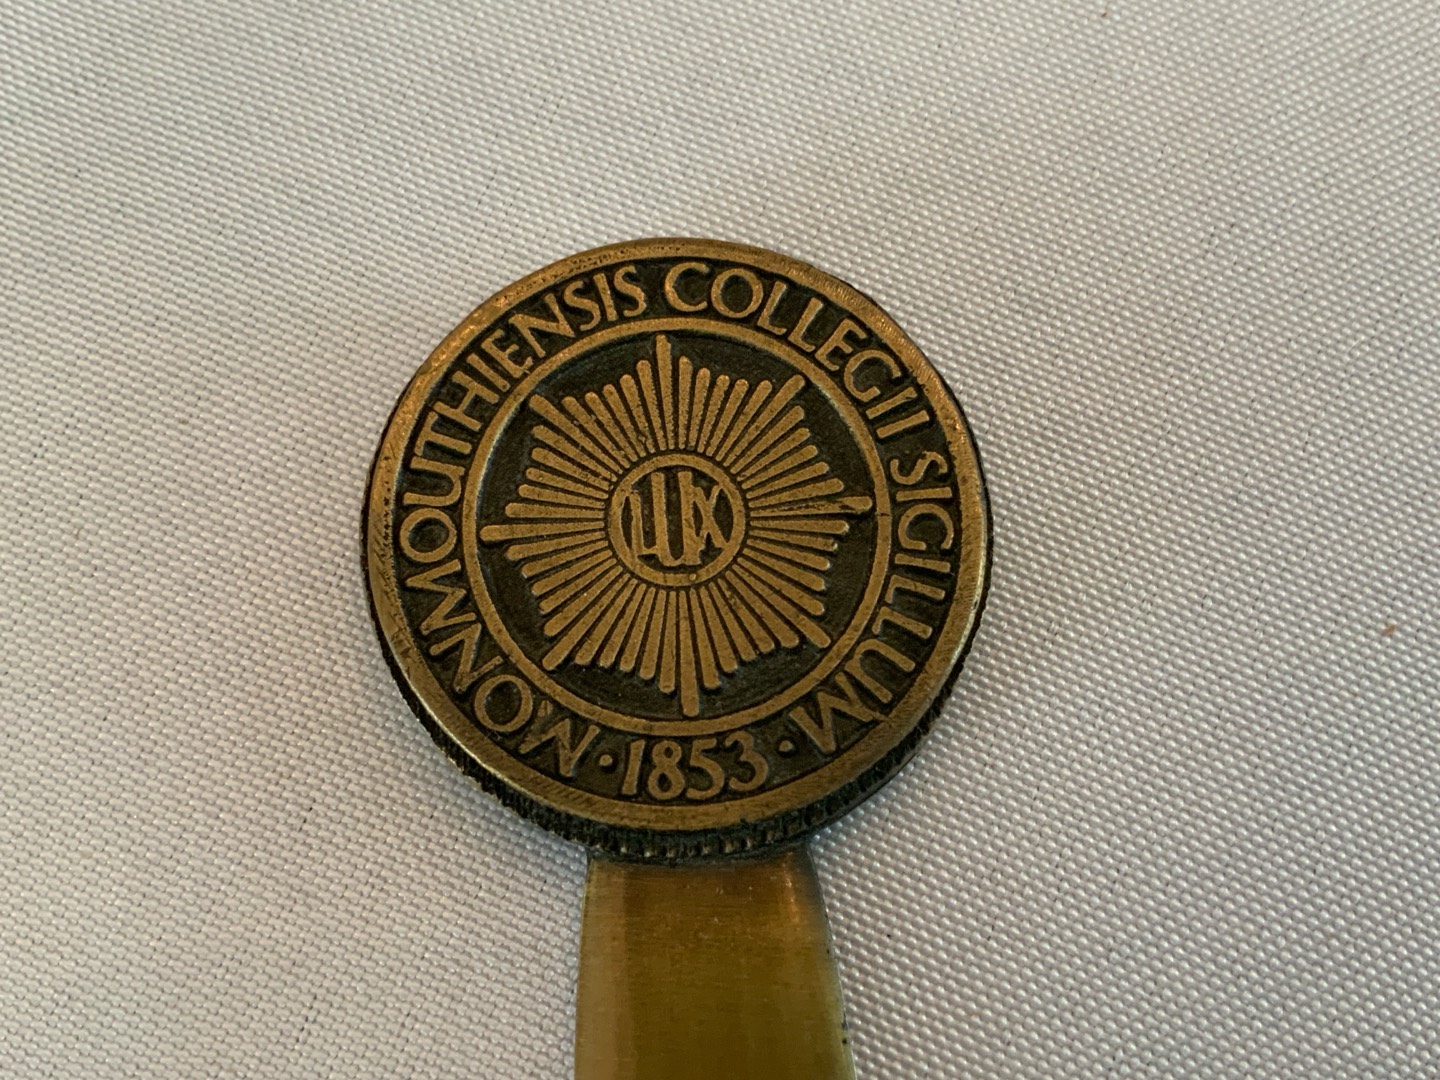 MONMOUTHIENSIS COLLEGII SIGILLUM
· 1853 ·
LUX